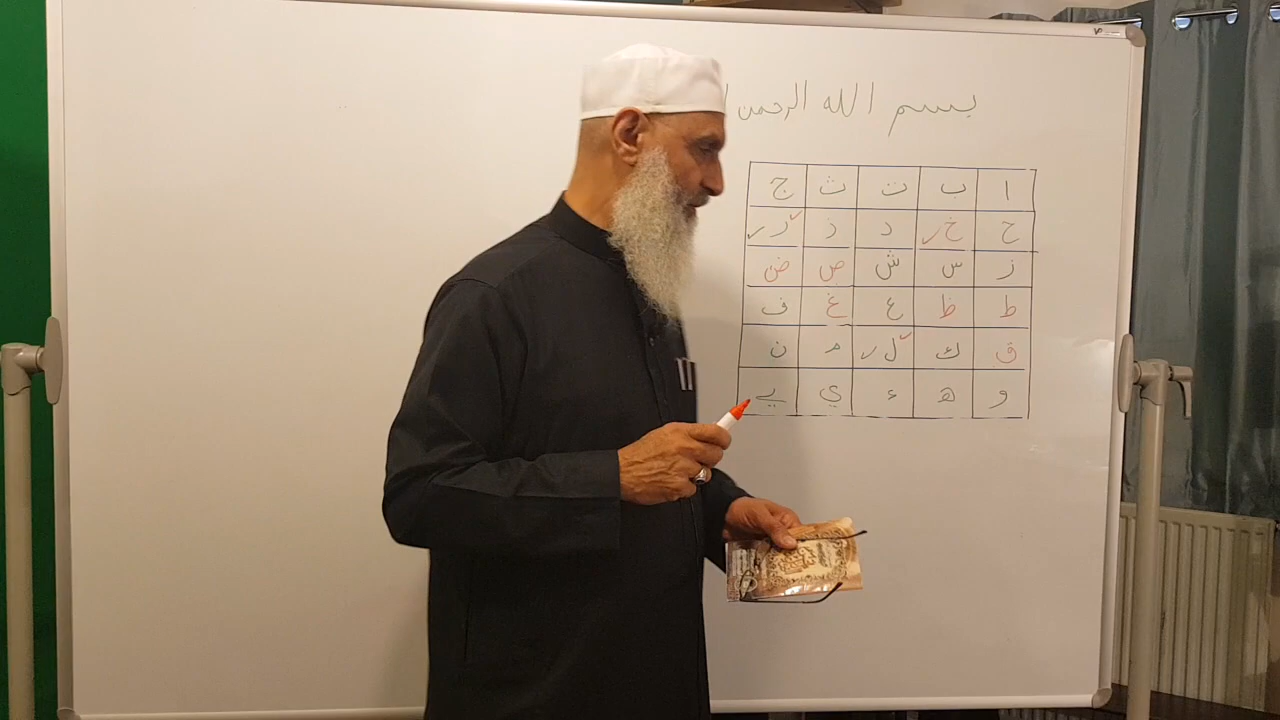 بسم الله الرحمن
ا ب ت ث ج
ح خ د ذ ر
ز س ش ص ض
ط ظ ع غ ف
ق ك ل م ن
و ه ء ي ے